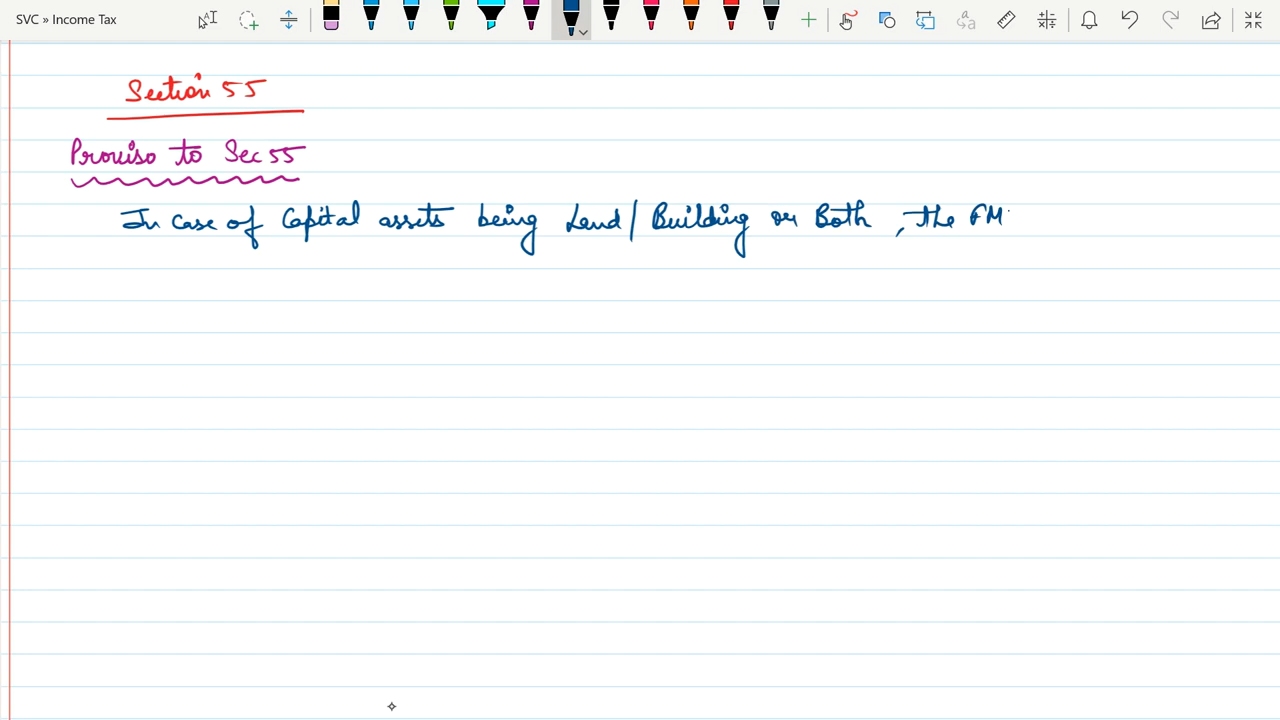 SVC » Income Tax
Section 55
Proviso to Sec 55
In case of Capital assets being Land/Building or Both, the FM